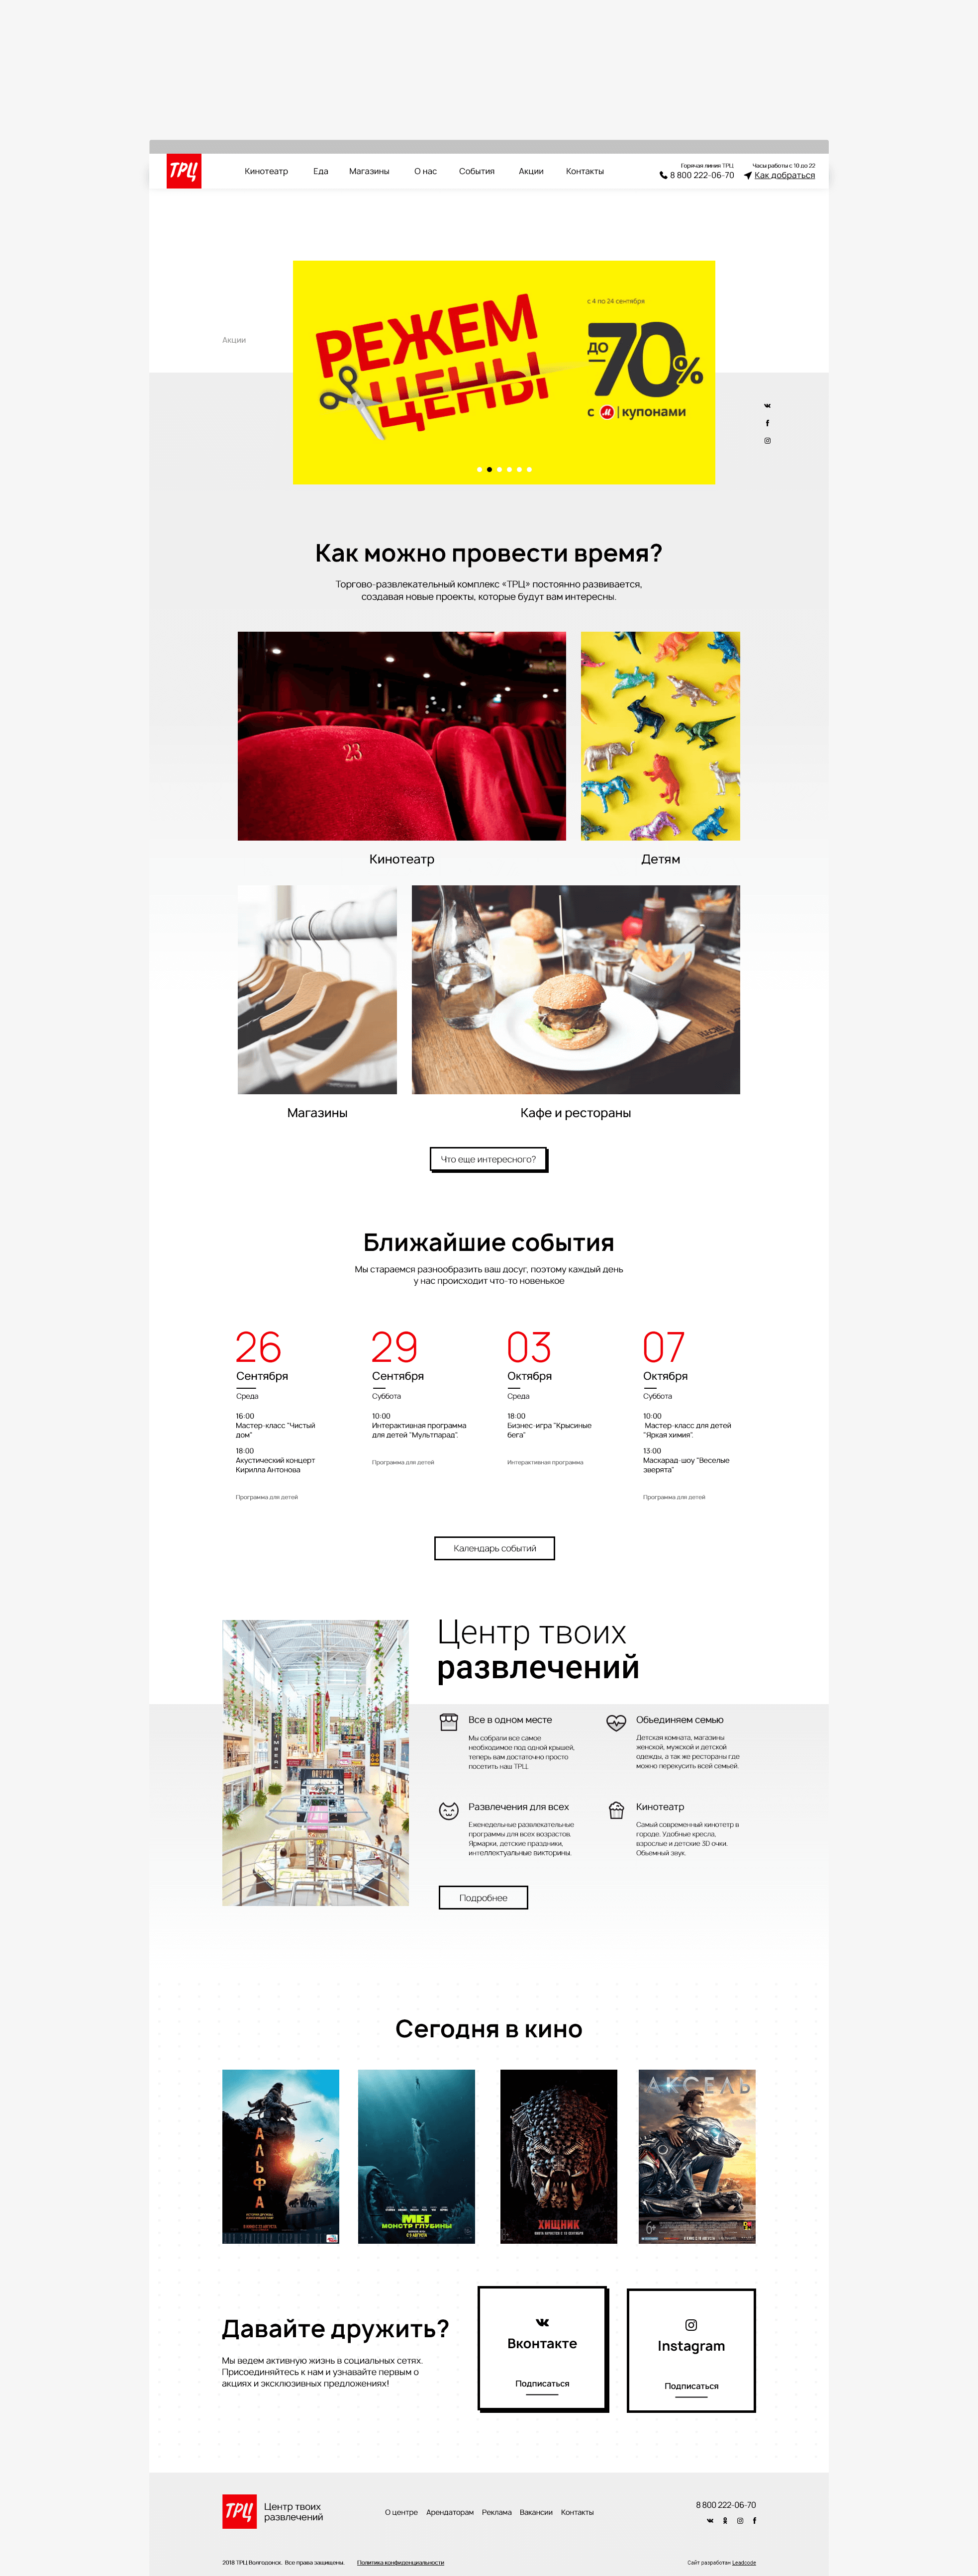 ТРЦ
Кинотеатр Еда Магазины О нас События Акции Контакты
Горячая линия ТРЦ
8 800 222-06-70
Часы работы с 10 до 22
Как добраться
Акции
РЕЖЕМ
ЦЕНЫ
с 4 по 24 сентября
ДО 70%
с М | купонами
Как можно провести время?
Торгово-развлекательный комплекс «ТРЦ» постоянно развивается,
создавая новые проекты, которые будут вам интересны.
23
Кинотеатр
Детям
Магазины
Кафе и рестораны
Что еще интересного?
Ближайшие события
Мы стараемся разнообразить ваш досуг, поэтому каждый день
у нас происходит что-то новенькое
26
Сентября
Среда
16:00
Мастер-класс "Чистый
дом"
18:00
Акустический концерт
Кирилла Антонова
Программа для детей
29
Сентября
Суббота
10:00
Интерактивная программа
для детей "Мультпарад".
Программа для детей
03
Октября
Среда
18:00
Бизнес-игра "Крысиные
бега"
Интерактивная программа
07
Октября
Суббота
10:00
Мастер-класс для детей
"Яркая химия".
13:00
Маскарад-шоу "Веселые
зверята"
Программа для детей
Календарь событий
Центр твоих
развлечений
Все в одном месте
Мы собрали все самое
необходимое под одной крышей,
теперь вам достаточно просто
посетить наш ТРЦ.
Объединяем семью
Детская комната, магазины
женской, мужской и детской
одежды, а так же рестораны где
можно перекусить всей семьей.
Развлечения для всех
Еженедельные развлекательные
программы для всех возрастов.
Ярмарки, детские праздники,
интеллектуальные викторины.
Кинотеатр
Самый современный кинотетр в
городе. Удобные кресла,
взрослые и детские 3D очки.
Объемный звук.
Подробнее
Сегодня в кино
АЛЬФА
МЕГ
МОНСТР ГЛУБИНЫ
С 9 АВГУСТА
ХИЩНИК
АКСЕЛЬ
6+
Давайте дружить?
Мы ведем активную жизнь в социальных сетях.
Присоединяйтесь к нам и узнавайте первым о
акциях и эксклюзивных предложениях!
Вконтакте
Подписаться
Instagram
Подписаться
ТРЦ
Центр твоих
развлечений
О центре Арендаторам Реклама Вакансии Контакты
8 800 222-06-70
2018 ТРЦ Волгодонск. Все права защищены. Политика конфиденциальности
Сайт разработан Leadcode